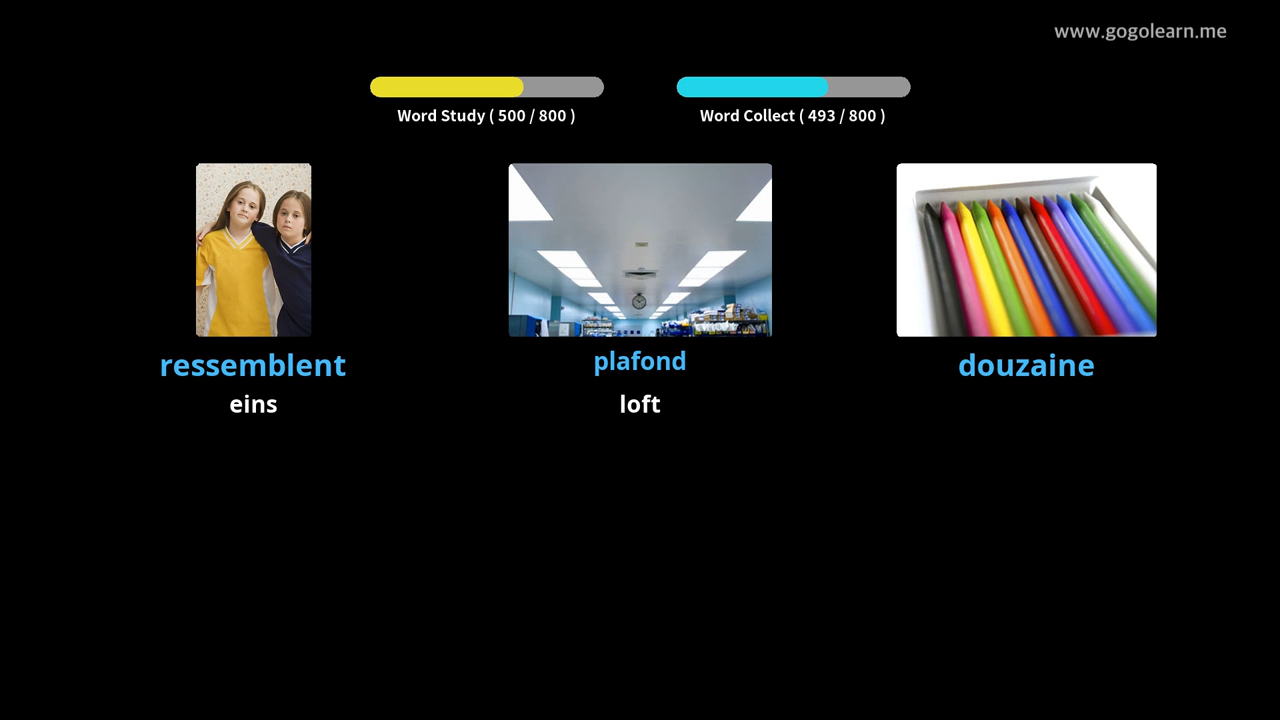 www.gogolearn.me
Word Study ( 500 / 800 )
Word Collect ( 493 / 800 )
ressemblent
plafond
douzaine
eins
loft